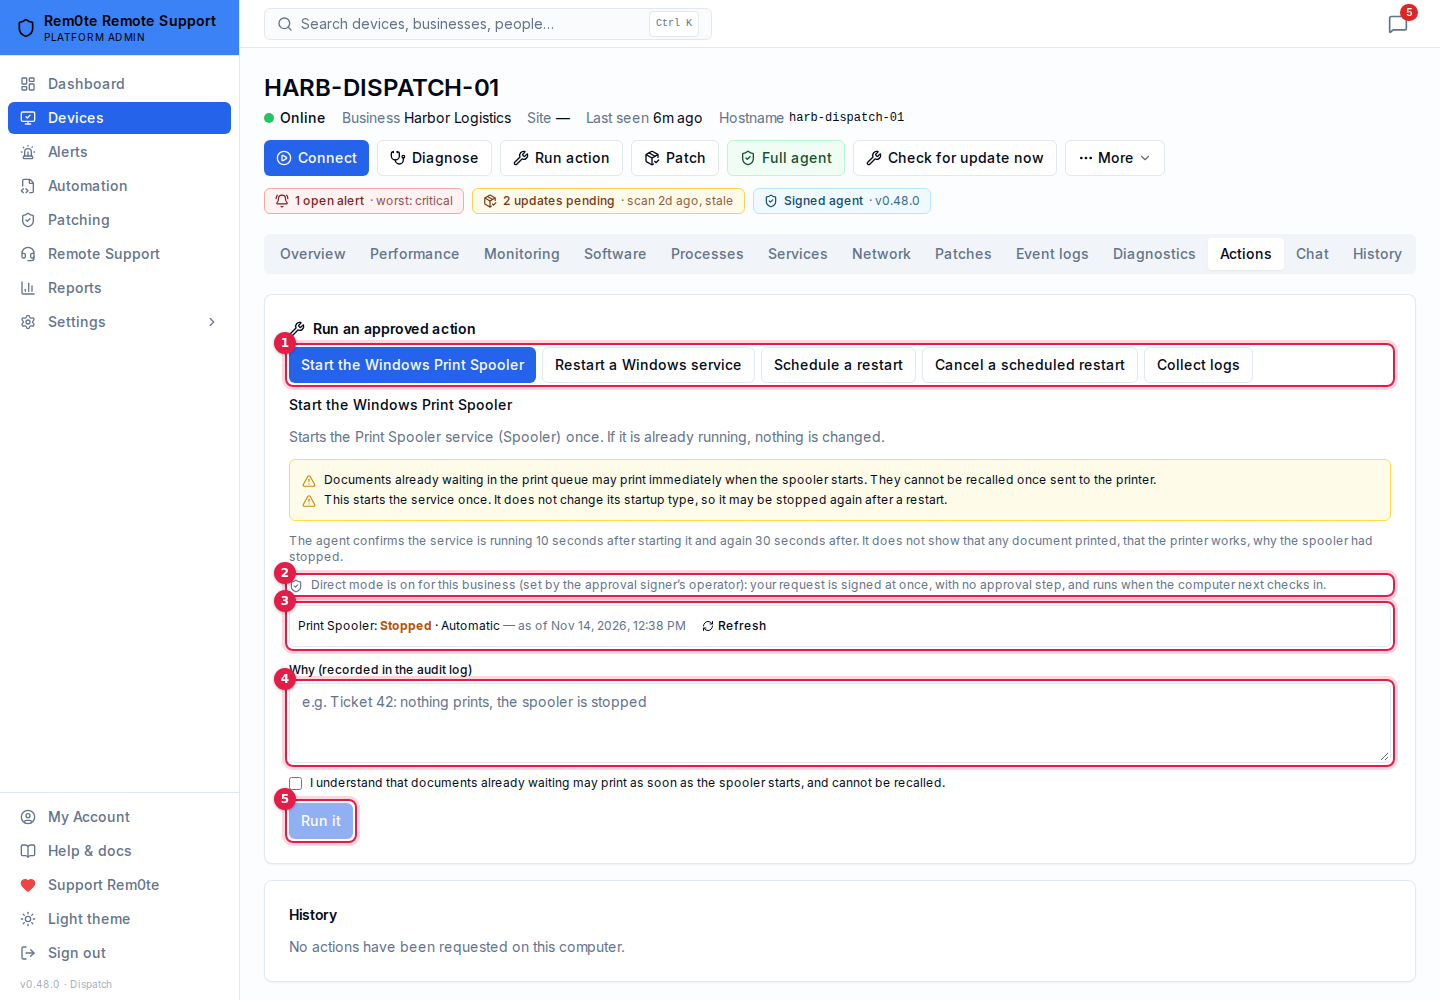 Rem0te Remote Support
PLATFORM ADMIN
Search devices, businesses, people…
Ctrl K
5
Dashboard
Devices
Alerts
Automation
Patching
Remote Support
Reports
Settings
HARB-DISPATCH-01
Online Business Harbor Logistics Site — Last seen 6m ago Hostname harb-dispatch-01
Connect Diagnose Run action Patch Full agent Check for update now More
1 open alert · worst: critical 2 updates pending · scan 2d ago, stale Signed agent · v0.48.0
Overview Performance Monitoring Software Processes Services Network Patches Event logs Diagnostics Actions Chat History
Run an approved action
1
Start the Windows Print Spooler Restart a Windows service Schedule a restart Cancel a scheduled restart Collect logs
Start the Windows Print Spooler
Starts the Print Spooler service (Spooler) once. If it is already running, nothing is changed.
Documents already waiting in the print queue may print immediately when the spooler starts. They cannot be recalled once sent to the printer.
This starts the service once. It does not change its startup type, so it may be stopped again after a restart.
The agent confirms the service is running 10 seconds after starting it and again 30 seconds after. It does not show that any document printed, that the printer works, why the spooler had
stopped.
2
Direct mode is on for this business (set by the approval signer's operator): your request is signed at once, with no approval step, and runs when the computer next checks in.
3
Print Spooler: Stopped · Automatic — as of Nov 14, 2026, 12:38 PM Refresh
Why (recorded in the audit log)
4
e.g. Ticket 42: nothing prints, the spooler is stopped
I understand that documents already waiting may print as soon as the spooler starts, and cannot be recalled.
5
Run it
History
No actions have been requested on this computer.
My Account
Help & docs
Support Rem0te
Light theme
Sign out
v0.48.0 · Dispatch